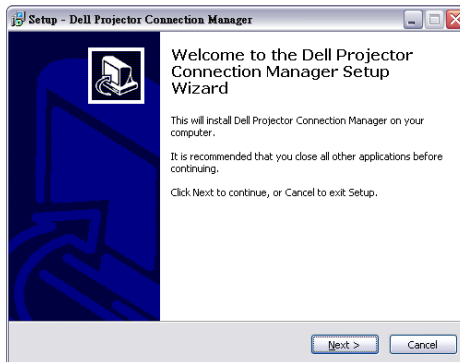 Setup - Dell Projector Connection Manager
Welcome to the Dell Projector
Connection Manager Setup
Wizard
This will install Dell Projector Connection Manager on your
computer.
It is recommended that you close all other applications before
continuing.
Click Next to continue, or Cancel to exit Setup.
Next >
Cancel